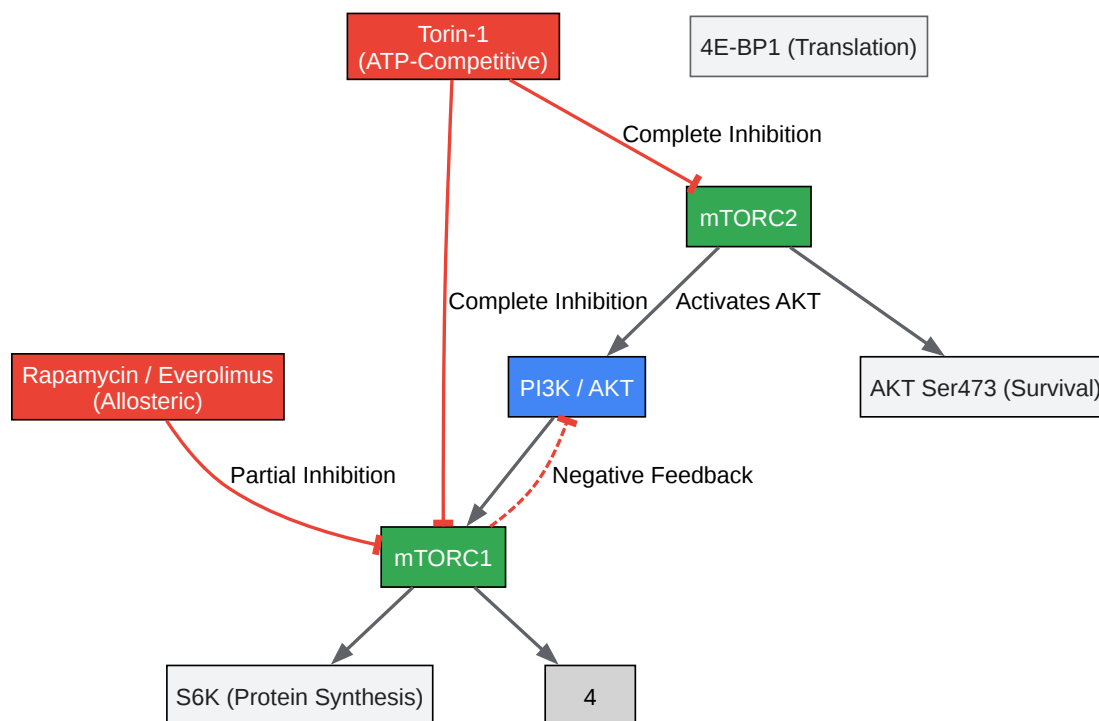 Torin-1
(ATP-Competitive)
4E-BP1 (Translation)
Complete Inhibition
mTORC2
Complete Inhibition
Activates AKT
Rapamycin / Everolimus
(Allosteric)
PI3K / AKT
AKT Ser473 (Survival)
Partial Inhibition
Negative Feedback
mTORC1
S6K (Protein Synthesis)
4